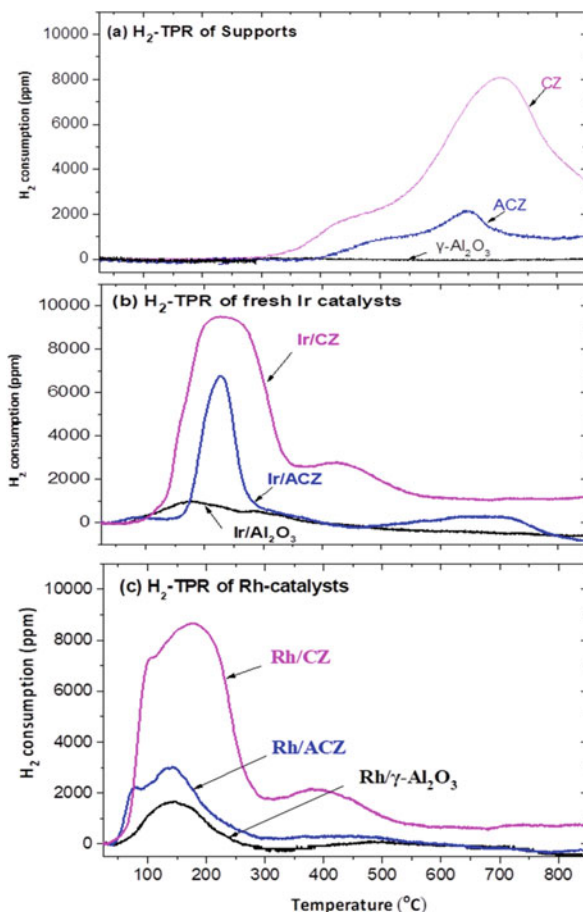 (a) H₂-TPR of Supports
H₂ consumption (ppm)
10000
8000
6000
4000
2000
0
CZ
ACZ
γ-Al₂O₃
(b) H₂-TPR of fresh Ir catalysts
H₂ consumption (ppm)
10000
8000
6000
4000
2000
0
Ir/CZ
Ir/ACZ
Ir/Al₂O₃
(c) H₂-TPR of Rh-catalysts
H₂ consumption (ppm)
10000
8000
6000
4000
2000
0
Rh/CZ
Rh/ACZ
Rh/γ-Al₂O₃
100 200 300 400 500 600 700 800
Temperature (°C)